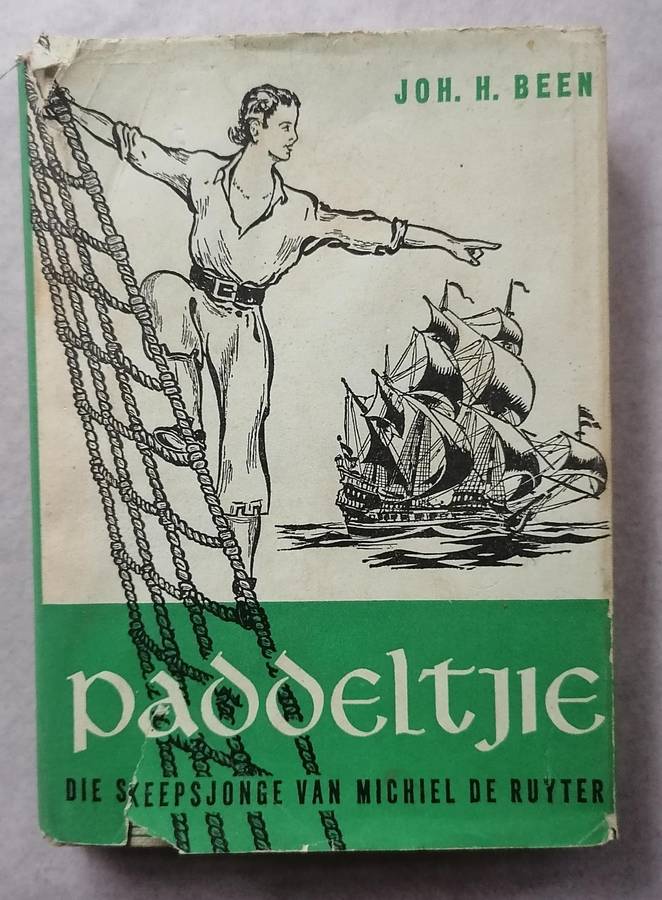 JOH. H. BEEN
paddeltjie
DIE SKEEPSJONGE VAN MICHIEL DE RUYTER